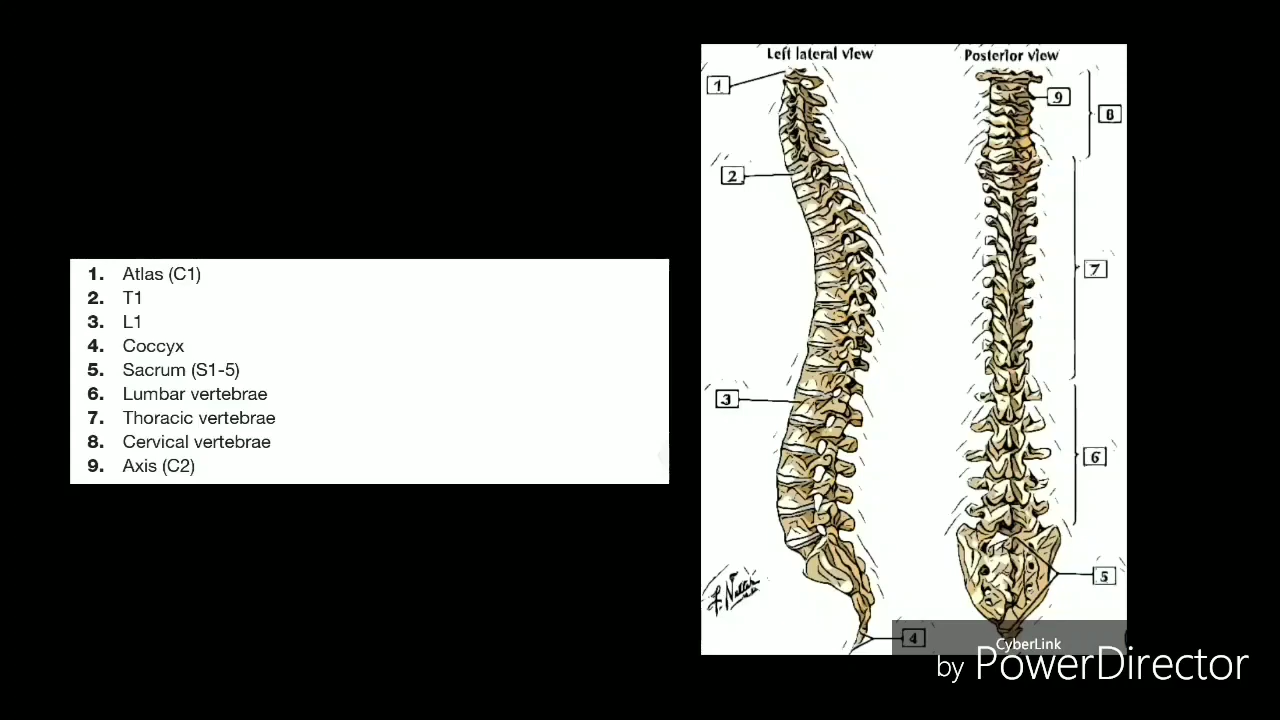 Left lateral view
Posterior view
1
9
8
2
7
1. Atlas (C1)
2. T1
3. L1
4. Coccyx
5. Sacrum (S1-5)
6. Lumbar vertebrae
7. Thoracic vertebrae
8. Cervical vertebrae
9. Axis (C2)
3
6
5
4
CyberLink
by PowerDirector